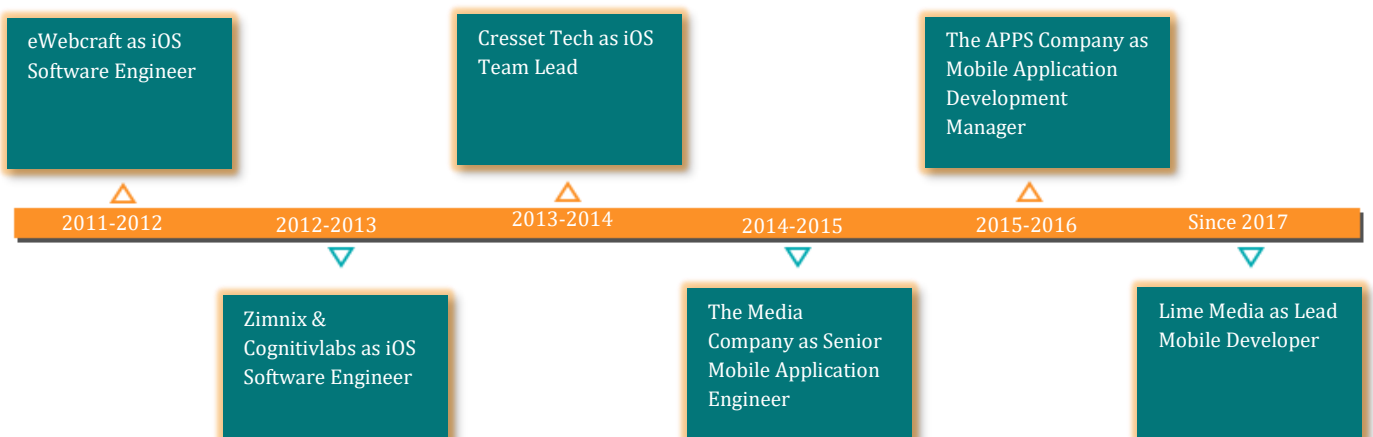 eWebcraft as iOS
Software Engineer
Cresset Tech as iOS
Team Lead
The APPS Company as
Mobile Application
Development
Manager
2011-2012
2012-2013
2013-2014
2014-2015
2015-2016
Since 2017
Zimnix &
Cognitivlabs as iOS
Software Engineer
The Media
Company as Senior
Mobile Application
Engineer
Lime Media as Lead
Mobile Developer